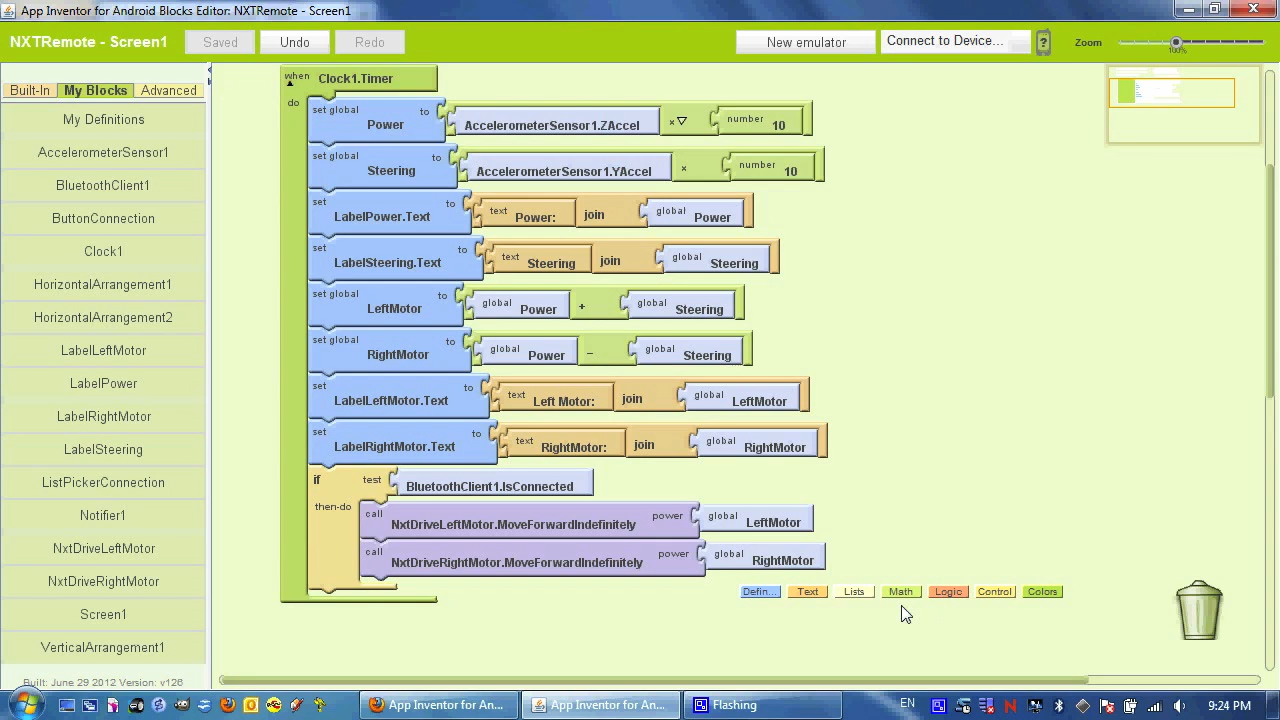 App Inventor for Android Blocks Editor: NXTRemote - Screen1
NXTRemote - Screen1
Saved
Undo
Redo
New emulator
Connect to Device...
?
Zoom
100%
Built-In
My Blocks
Advanced
My Definitions
AccelerometerSensor1
BluetoothClient1
ButtonConnection
Clock1
HorizontalArrangement1
HorizontalArrangement2
LabelLeftMotor
LabelPower
LabelRightMotor
LabelSteering
ListPickerConnection
Notifier1
NxtDriveLeftMotor
NxtDriveRightMotor
Screen1
VerticalArrangement1
Built: June 29 2012 Version: v126
when Clock1.Timer
do
set global Power to AccelerometerSensor1.ZAccel × number 10
set global Steering to AccelerometerSensor1.YAccel × number 10
set LabelPower.Text to text Power: join global Power
set LabelSteering.Text to text Steering join global Steering
set global LeftMotor to global Power + global Steering
set global RightMotor to global Power − global Steering
set LabelLeftMotor.Text to text Left Motor: join global LeftMotor
set LabelRightMotor.Text to text RightMotor: join global RightMotor
if test BluetoothClient1.IsConnected
then-do
call NxtDriveLeftMotor.MoveForwardIndefinitely power global LeftMotor
call NxtDriveRightMotor.MoveForwardIndefinitely power global RightMotor
Defin... Text Lists Math Logic Control Colors
App Inventor for An...
App Inventor for An...
Flashing
EN
9:24 PM